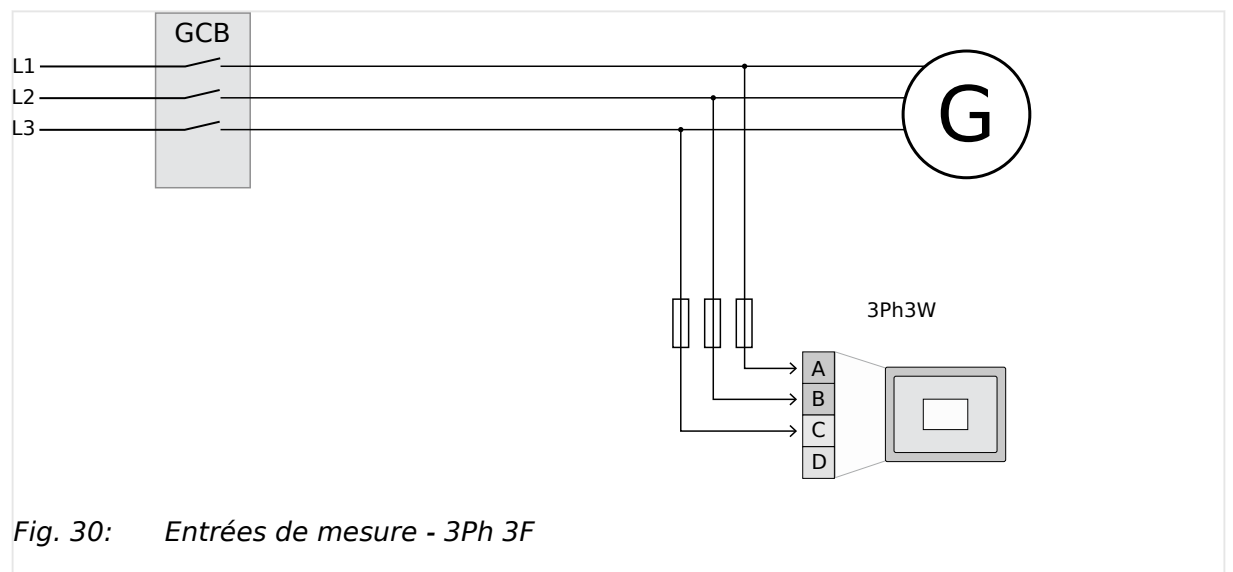 GCB
L1
L2
L3
G
3Ph3W
A
B
C
D
Fig. 30: Entrées de mesure - 3Ph 3F